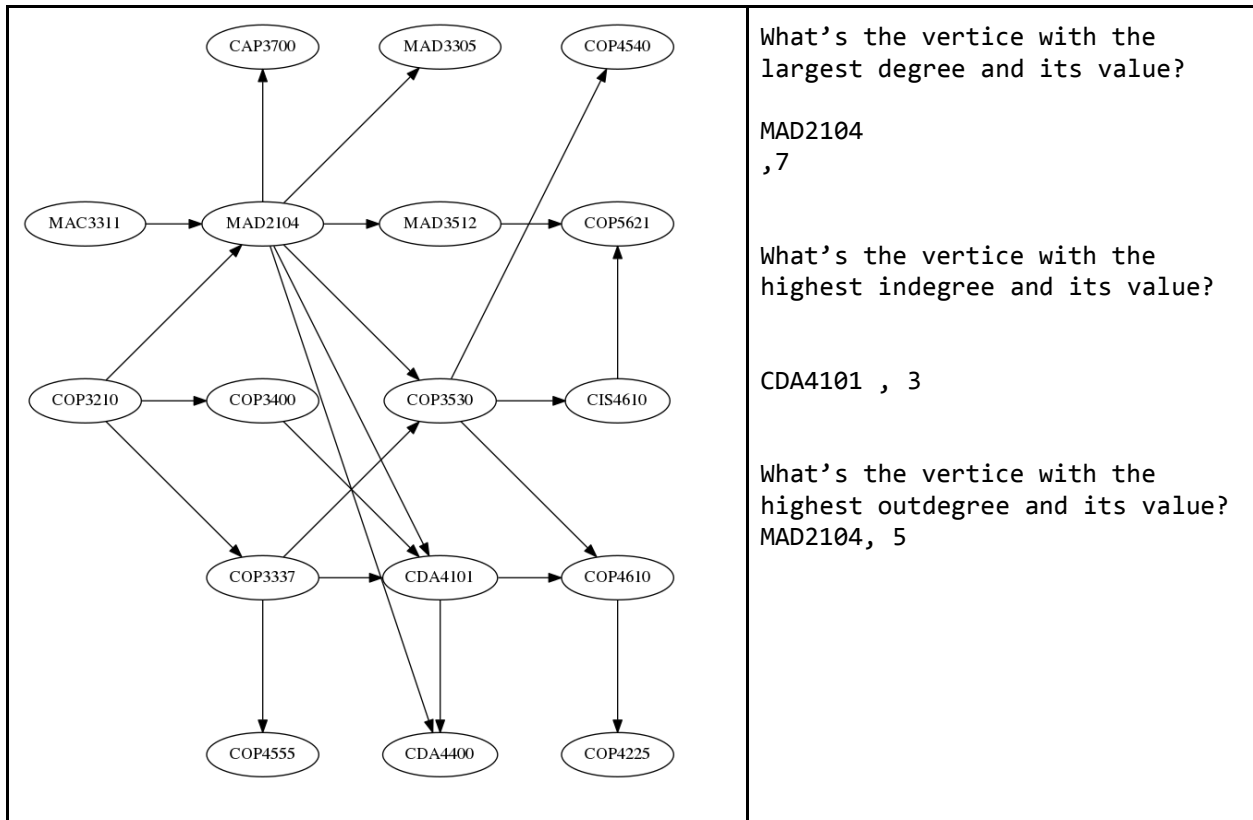 CAP3700
MAD3305
COP4540
MAC3311
MAD2104
MAD3512
COP5621
COP3210
COP3400
COP3530
CIS4610
COP3337
CDA4101
COP4610
COP4555
CDA4400
COP4225
What’s the vertice with the
largest degree and its value?
MAD2104
,7
What’s the vertice with the
highest indegree and its value?
CDA4101 , 3
What’s the vertice with the
highest outdegree and its value?
MAD2104, 5